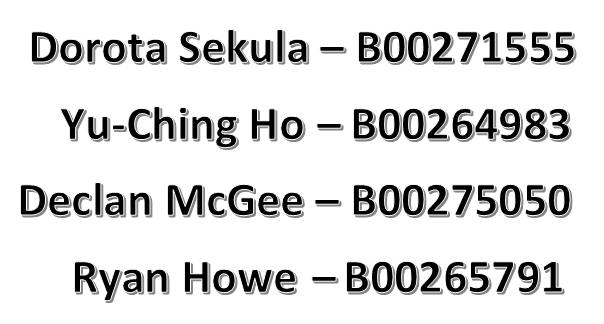 Dorota Sekula – B00271555
Yu-Ching Ho – B00264983
Declan McGee – B00275050
Ryan Howe – B00265791